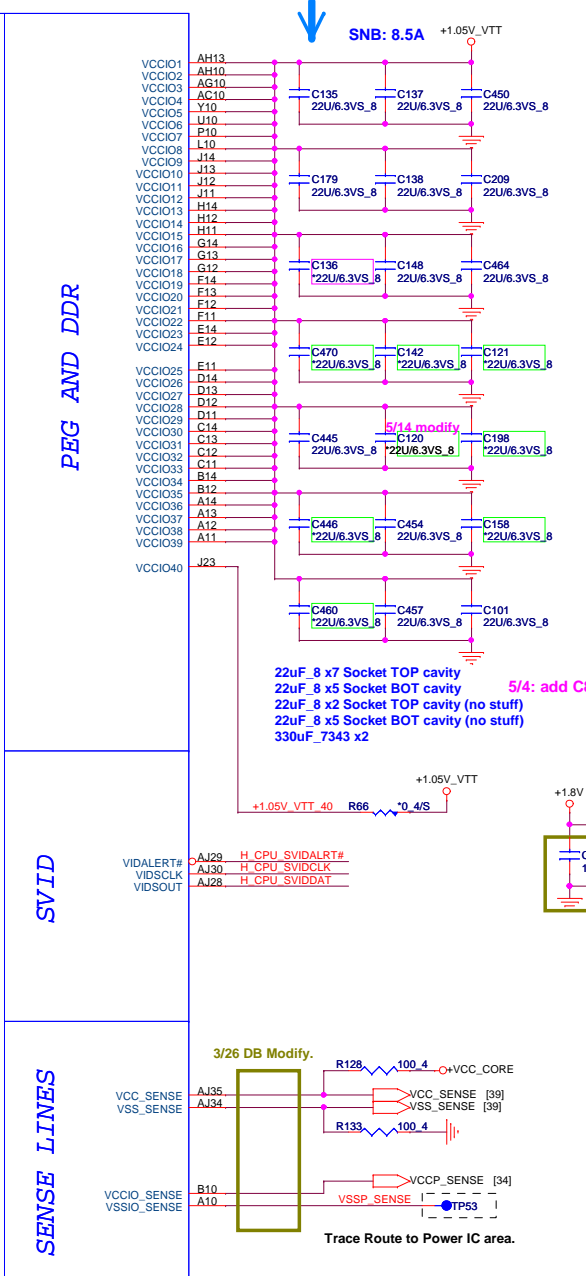 SNB: 8.5A
+1.05V_VTT
PEG AND DDR
VCCIO1 AH13
VCCIO2 AH10
VCCIO3 AG10
VCCIO4 AC10
VCCIO5 Y10
VCCIO6 U10
VCCIO7 P10
VCCIO8 L10
VCCIO9 J14
VCCIO10 J13
VCCIO11 J12
VCCIO12 J11
VCCIO13 H14
VCCIO14 H12
VCCIO15 H11
VCCIO16 G14
VCCIO17 G13
VCCIO18 G12
VCCIO19 F14
VCCIO20 F13
VCCIO21 F12
VCCIO22 F11
VCCIO23 E14
VCCIO24 E12
VCCIO25 E11
VCCIO26 D14
VCCIO27 D13
VCCIO28 D12
VCCIO29 D11
VCCIO30 C14
VCCIO31 C13
VCCIO32 C12
VCCIO33 C11
VCCIO34 B14
VCCIO35 B12
VCCIO36 A14
VCCIO37 A13
VCCIO38 A12
VCCIO39 A11
VCCIO40 J23
C135 C137 C450
22U/6.3VS_8 22U/6.3VS_8 22U/6.3VS_8
C179 C138 C209
22U/6.3VS_8 22U/6.3VS_8 22U/6.3VS_8
C136 C148 C464
*22U/6.3VS_8 22U/6.3VS_8 22U/6.3VS_8
C470 C142 C121
*22U/6.3VS_8 *22U/6.3VS_8 *22U/6.3VS_8
5/14 modify
C445 C120 C198
22U/6.3VS_8 *22U/6.3VS_8 *22U/6.3VS_8
C446 C454 C158
*22U/6.3VS_8 22U/6.3VS_8 *22U/6.3VS_8
C460 C457 C101
*22U/6.3VS_8 22U/6.3VS_8 22U/6.3VS_8
22uF_8 x7 Socket TOP cavity
22uF_8 x5 Socket BOT cavity
22uF_8 x2 Socket TOP cavity (no stuff)
22uF_8 x5 Socket BOT cavity (no stuff)
330uF_7343 x2
5/4: add
+1.05V_VTT
+1.05V_VTT_40 R66 *0_4/S
+1.8V
SVID
VIDALERT# AJ29 H_CPU_SVIDALRT#
VIDSCLK AJ30 H_CPU_SVIDCLK
VIDSOUT AJ28 H_CPU_SVIDDAT
SENSE LINES
3/26 DB Modify.
R128 100_4 +VCC_CORE
VCC_SENSE AJ35 VCC_SENSE [39]
VSS_SENSE AJ34 VSS_SENSE [39]
R133 100_4
VCCIO_SENSE B10 VCCP_SENSE [34]
VSSIO_SENSE A10 VSSP_SENSE TP53
Trace Route to Power IC area.